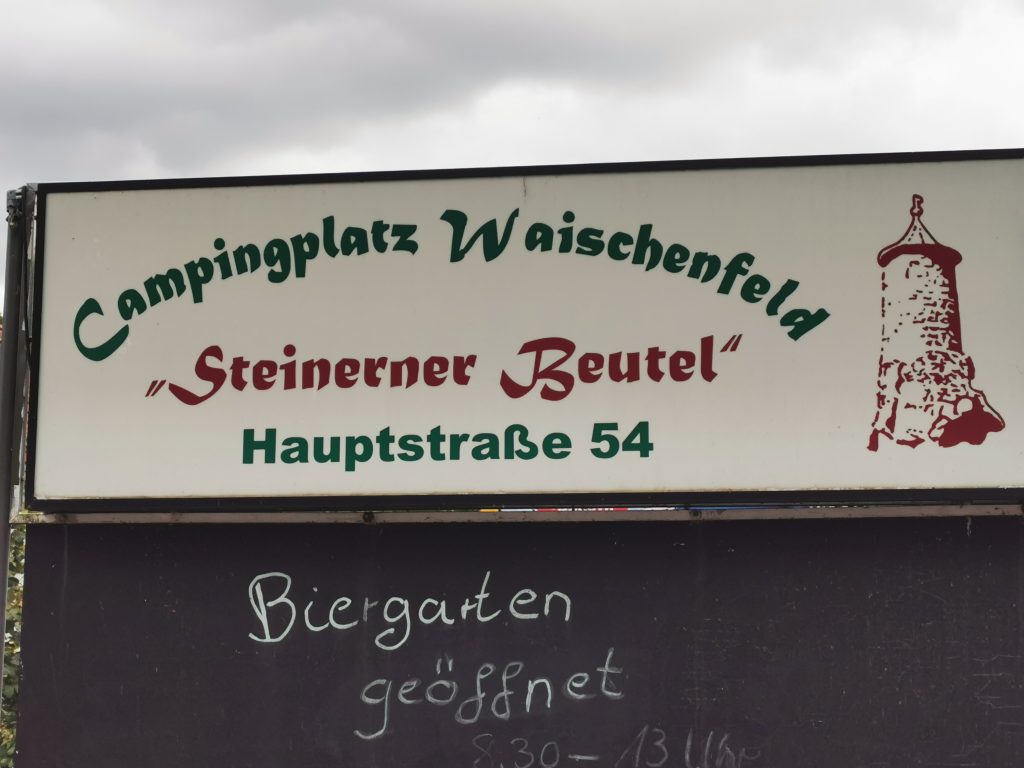 Campingplatz Waischenfeld
„Steinerner Beutel“
Hauptstraße 54
Biergarten
geöffnet
8.30 – 13 Uhr